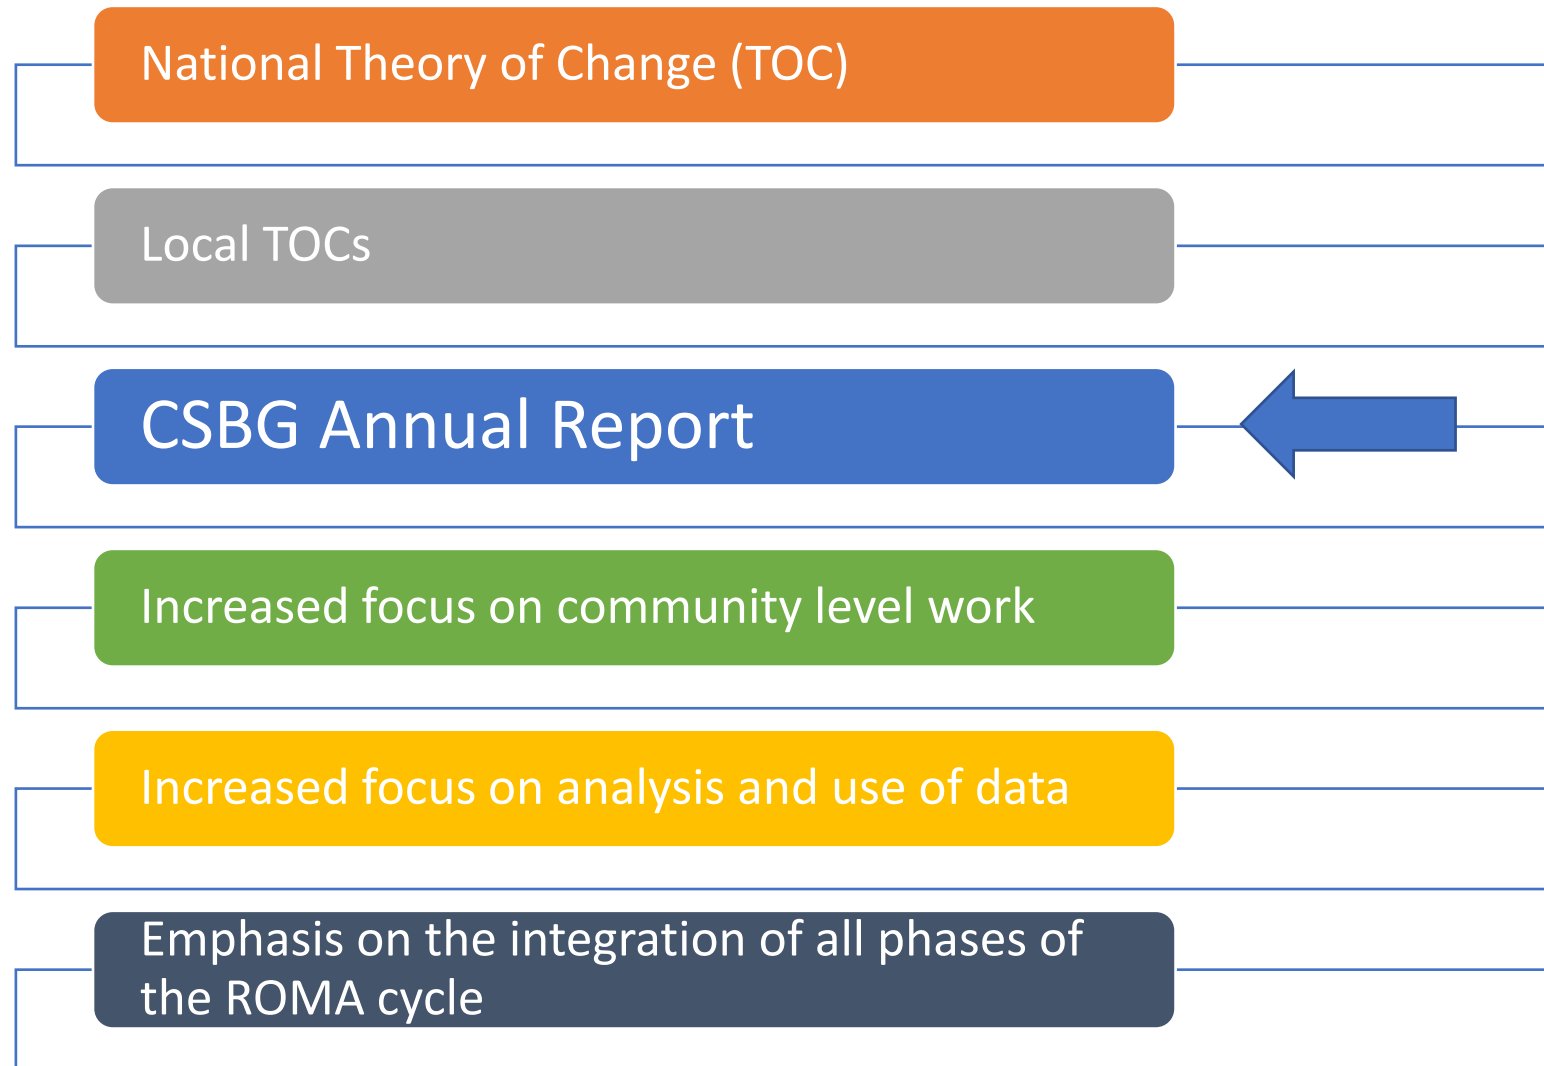 National Theory of Change (TOC)
Local TOCs
CSBG Annual Report
Increased focus on community level work
Increased focus on analysis and use of data
Emphasis on the integration of all phases of
the ROMA cycle